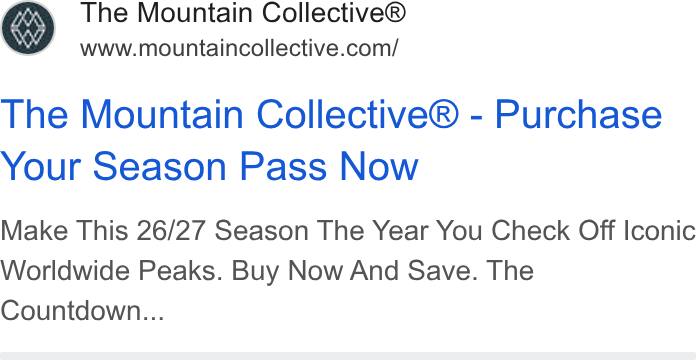 The Mountain Collective®
www.mountaincollective.com/
The Mountain Collective® - Purchase
Your Season Pass Now
Make This 26/27 Season The Year You Check Off Iconic
Worldwide Peaks. Buy Now And Save. The
Countdown...